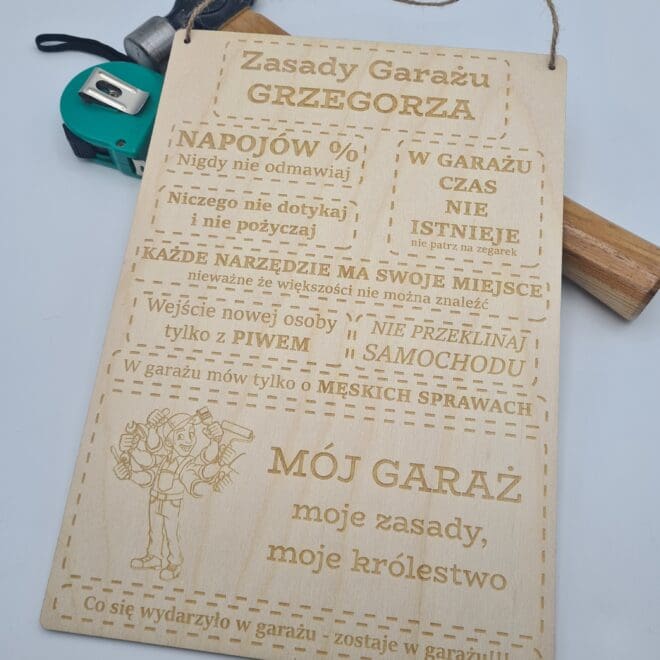 Zasady Garażu
GRZEGORZA
NAPOJÓW %
Nigdy nie odmawiaj
W GARAŻU
CZAS
NIE
ISTNIEJE
nie patrz na zegarek
Niczego nie dotykaj
i nie pożyczaj
KAŻDE NARZĘDZIE MA SWOJE MIEJSCE
nieważne że większości nie można znaleźć
Wejście nowej osoby
tylko z PIWEM
NIE PRZEKLINAJ
SAMOCHODU
W garażu mów tylko o MĘSKICH SPRAWACH
MÓJ GARAŻ
moje zasady,
moje królestwo
Co się wydarzyło w garażu - zostaje w garażu!!!